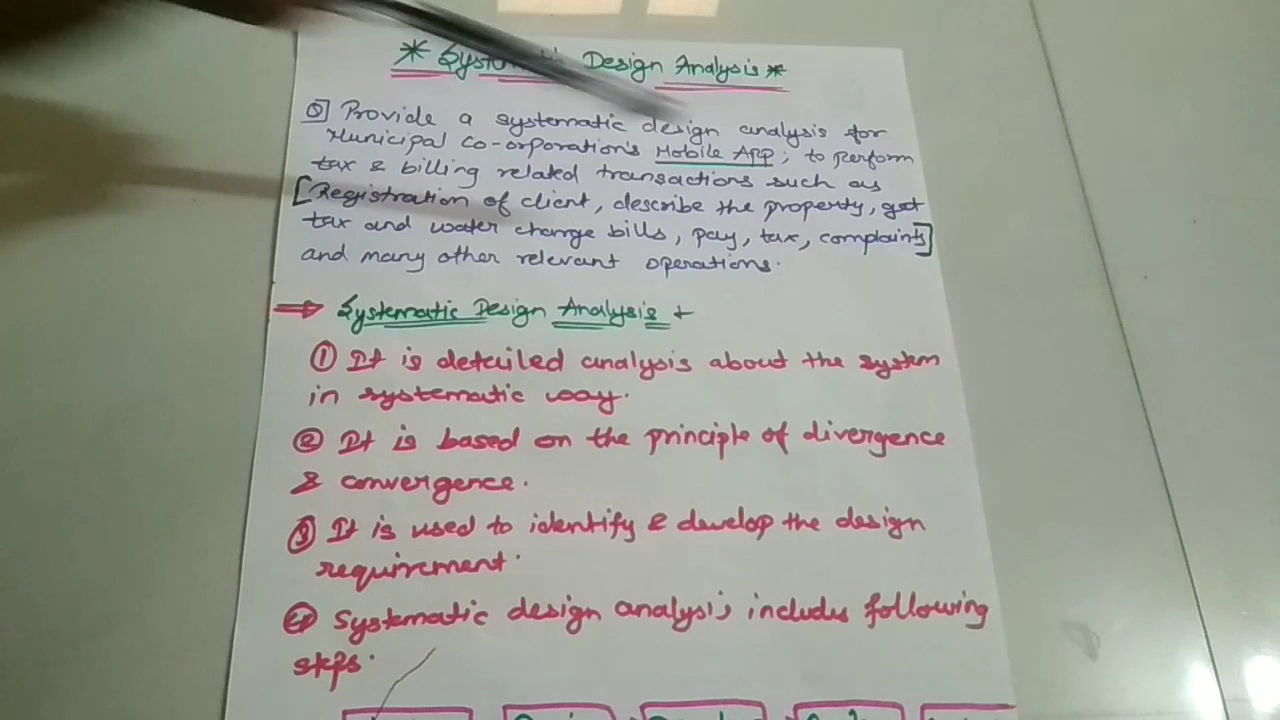 * Systematic Design Analysis *
Q] Provide a systematic design analysis for
Municipal co-orporation's Mobile App; to perform
tax & billing related transactions such as
[Registration of client, describe the property, get
tax and water charge bills, pay, tax, complaints]
and many other relevant operations.
⇒ Systematic Design Analysis +
① It is detailed analysis about the system
in systematic way.
② It is based on the principle of divergence
& convergence.
③ It is used to identify & develop the design
requirement.
④ Systematic design analysis includes following
steps.